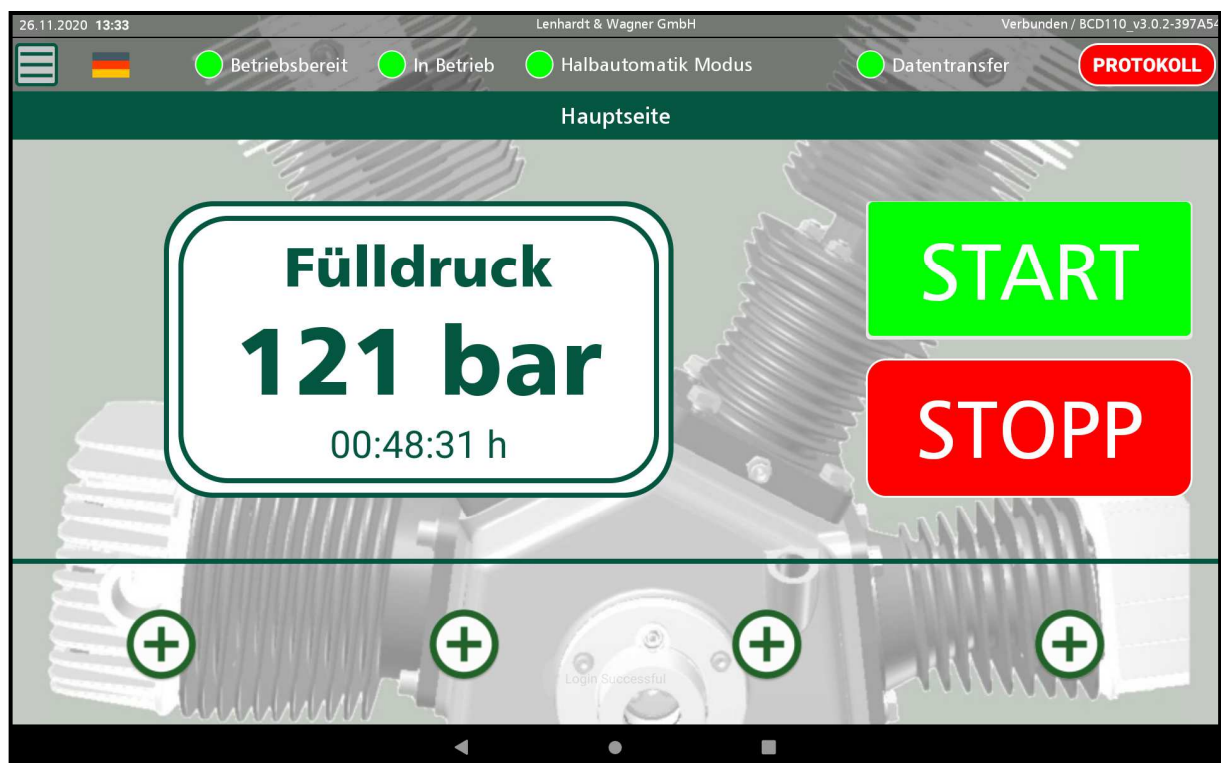 26.11.2020 13:33 Lenhardt & Wagner GmbH Verbunden / BCD110_v3.0.2-397A54
Betriebsbereit In Betrieb Halbautomatik Modus Datentransfer PROTOKOLL
Hauptseite
Fülldruck
121 bar
00:48:31 h
START
STOPP
Login Successful